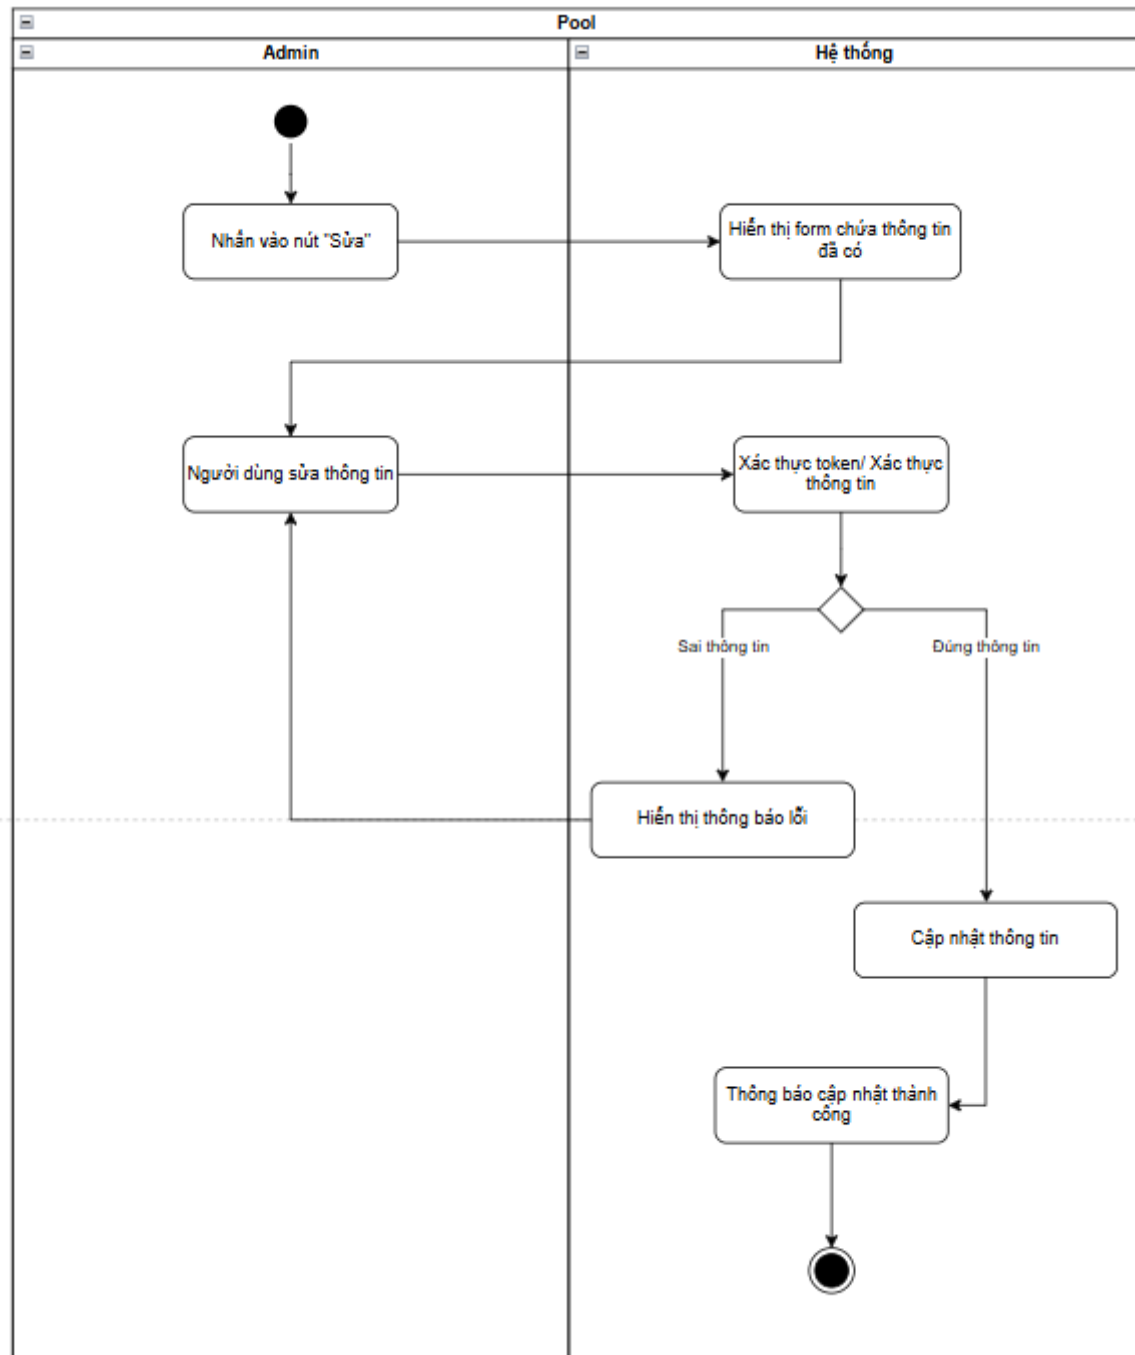 Pool
Admin
Hệ thống
Nhấn vào nút "Sửa"
Hiển thị form chứa thông tin
đã có
Người dùng sửa thông tin
Xác thực token/ Xác thực
thông tin
Sai thông tin
Đúng thông tin
Hiển thị thông báo lỗi
Cập nhật thông tin
Thông báo cập nhật thành
công